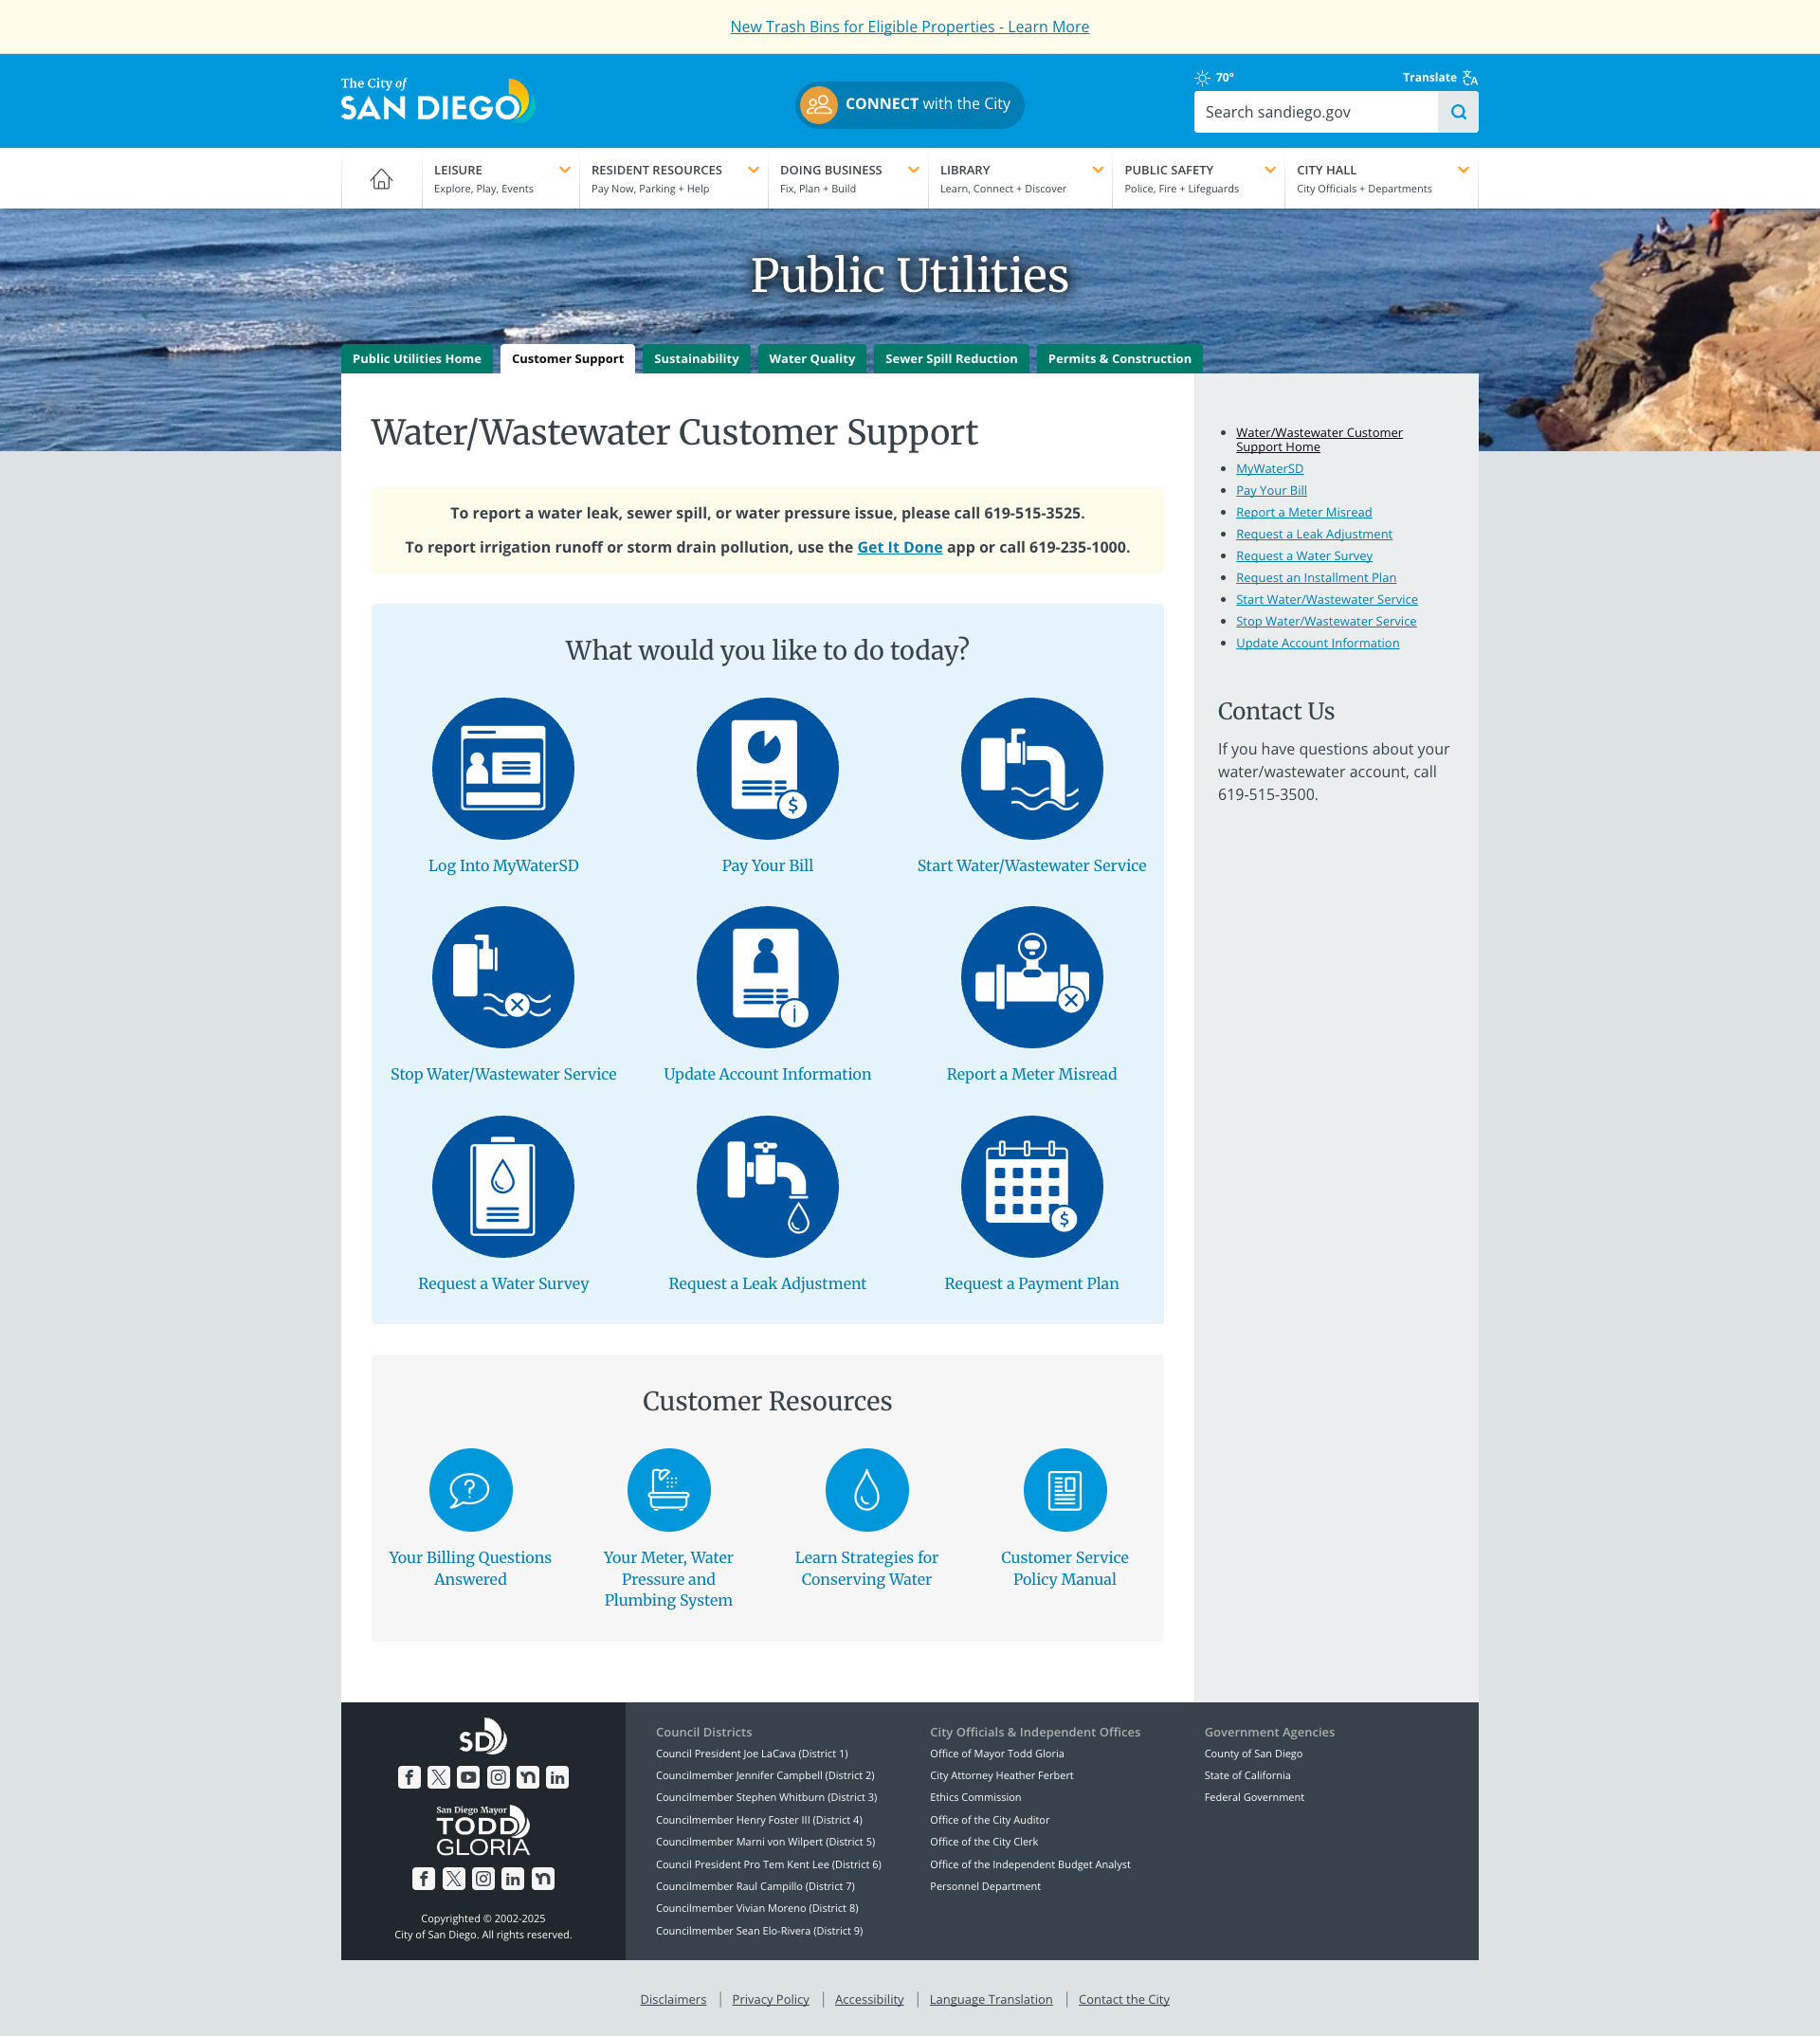 New Trash Bins for Eligible Properties - Learn More
The City of
SAN DIEGO
CONNECT with the City
70°
Translate
Search sandiego.gov
LEISURE
Explore, Play, Events
RESIDENT RESOURCES
Pay Now, Parking + Help
DOING BUSINESS
Fix, Plan + Build
LIBRARY
Learn, Connect + Discover
PUBLIC SAFETY
Police, Fire + Lifeguards
CITY HALL
City Officials + Departments
Public Utilities
Public Utilities Home
Customer Support
Sustainability
Water Quality
Sewer Spill Reduction
Permits & Construction
Water/Wastewater Customer Support
To report a water leak, sewer spill, or water pressure issue, please call 619-515-3525.
To report irrigation runoff or storm drain pollution, use the Get It Done app or call 619-235-1000.
What would you like to do today?
Log Into MyWaterSD
Pay Your Bill
Start Water/Wastewater Service
Stop Water/Wastewater Service
Update Account Information
Report a Meter Misread
Request a Water Survey
Request a Leak Adjustment
Request a Payment Plan
Customer Resources
Your Billing Questions
Answered
Your Meter, Water
Pressure and
Plumbing System
Learn Strategies for
Conserving Water
Customer Service
Policy Manual
Water/Wastewater Customer
Support Home
MyWaterSD
Pay Your Bill
Report a Meter Misread
Request a Leak Adjustment
Request a Water Survey
Request an Installment Plan
Start Water/Wastewater Service
Stop Water/Wastewater Service
Update Account Information
Contact Us
If you have questions about your
water/wastewater account, call
619-515-3500.
SD
San Diego Mayor
TODD
GLORIA
Copyrighted © 2002-2025
City of San Diego. All rights reserved.
Council Districts
Council President Joe LaCava (District 1)
Councilmember Jennifer Campbell (District 2)
Councilmember Stephen Whitburn (District 3)
Councilmember Henry Foster III (District 4)
Councilmember Marni von Wilpert (District 5)
Council President Pro Tem Kent Lee (District 6)
Councilmember Raul Campillo (District 7)
Councilmember Vivian Moreno (District 8)
Councilmember Sean Elo-Rivera (District 9)
City Officials & Independent Offices
Office of Mayor Todd Gloria
City Attorney Heather Ferbert
Ethics Commission
Office of the City Auditor
Office of the City Clerk
Office of the Independent Budget Analyst
Personnel Department
Government Agencies
County of San Diego
State of California
Federal Government
Disclaimers
Privacy Policy
Accessibility
Language Translation
Contact the City